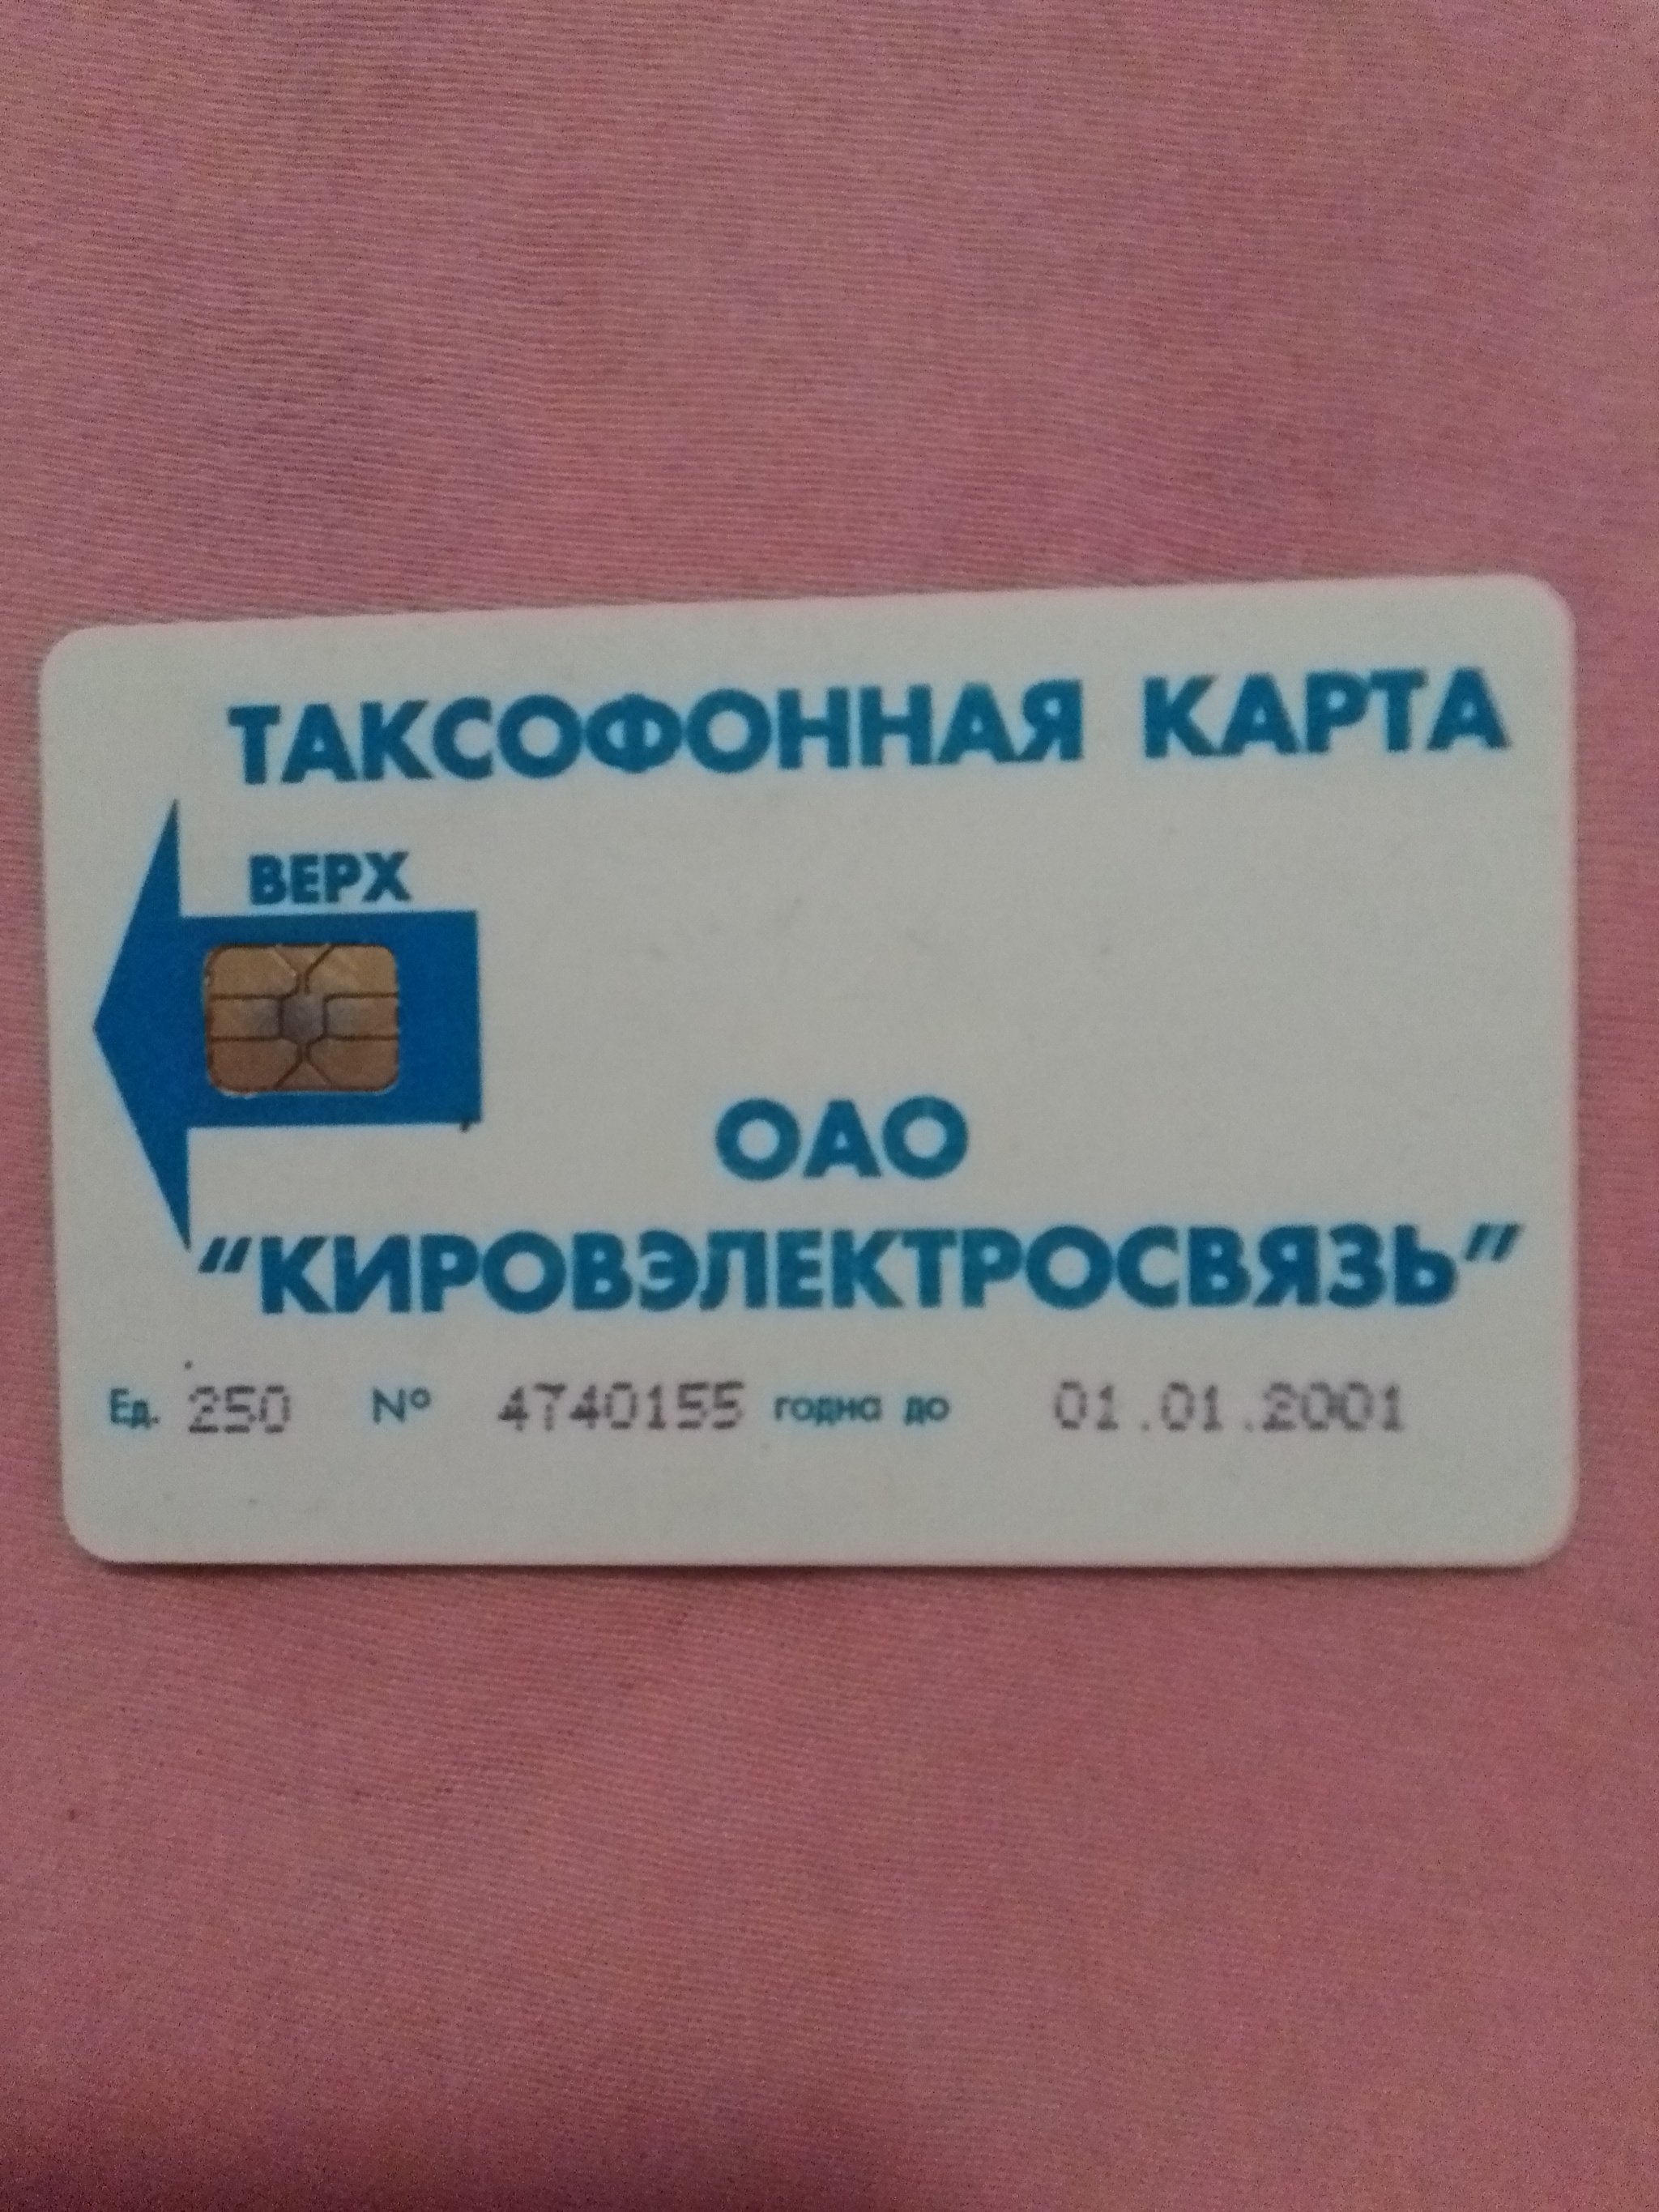 ТАКСОФОННАЯ КАРТА
ВЕРХ
ОАО
“КИРОВЭЛЕКТРОСВЯЗЬ”
Ед. 250 № 4740155 годна до 01.01.2001